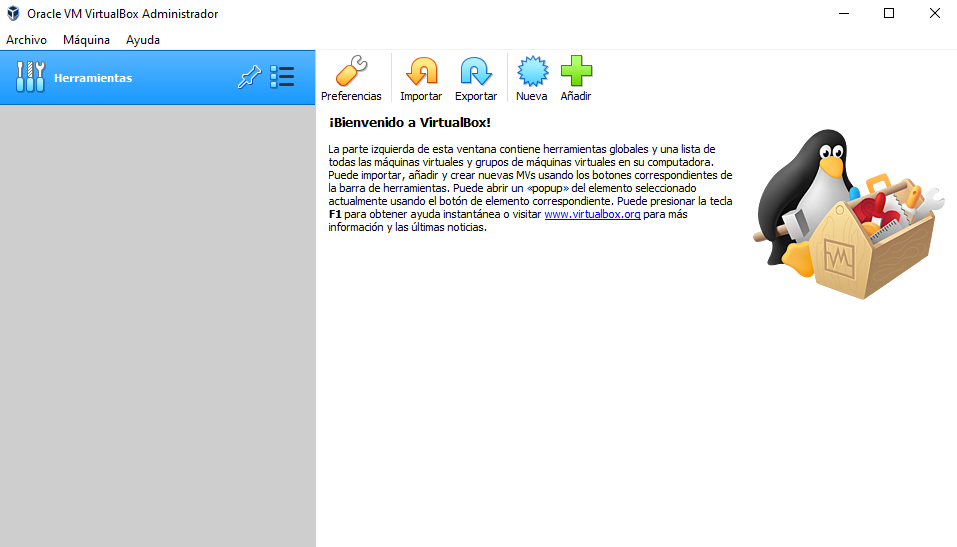 Oracle VM VirtualBox Administrador
Archivo Máquina Ayuda
Herramientas
Preferencias Importar Exportar Nueva Añadir
¡Bienvenido a VirtualBox!
La parte izquierda de esta ventana contiene herramientas globales y una lista de
todas las máquinas virtuales y grupos de máquinas virtuales en su computadora.
Puede importar, añadir y crear nuevas MVs usando los botones correspondientes de
la barra de herramientas. Puede abrir un «popup» del elemento seleccionado
actualmente usando el botón de elemento correspondiente. Puede presionar la tecla
F1 para obtener ayuda instantánea o visitar www.virtualbox.org para más
información y las últimas noticias.